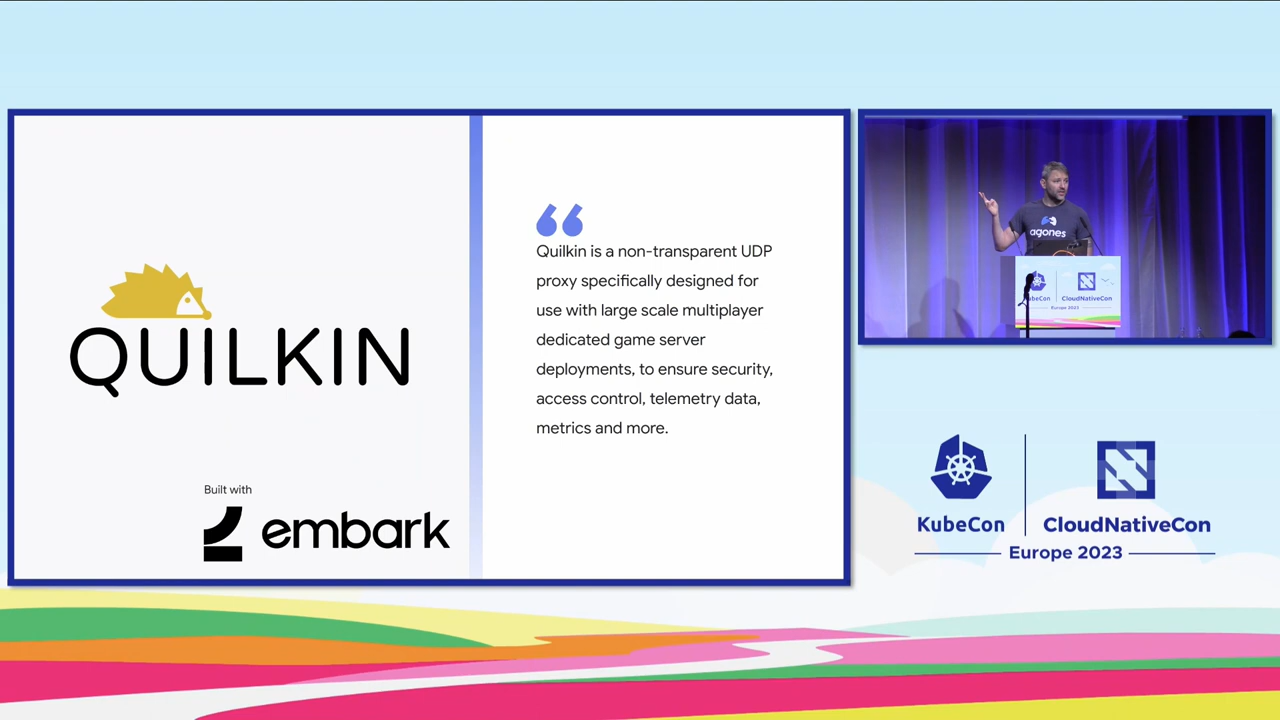 QUILKIN
Built with
embark
Quilkin is a non-transparent UDP
proxy specifically designed for
use with large scale multiplayer
dedicated game server
deployments, to ensure security,
access control, telemetry data,
metrics and more.
agones
KubeCon
CloudNativeCon
Europe 2023
KubeCon
CloudNativeCon
Europe 2023